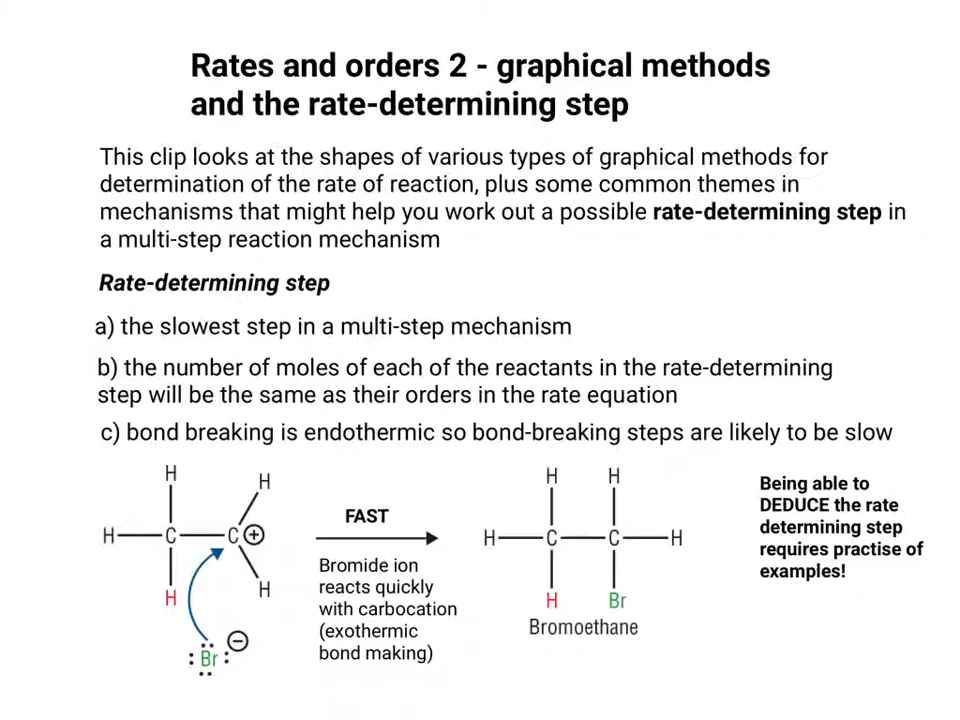 Rates and orders 2 - graphical methods
and the rate-determining step
This clip looks at the shapes of various types of graphical methods for
determination of the rate of reaction, plus some common themes in
mechanisms that might help you work out a possible rate-determining step in
a multi-step reaction mechanism
Rate-determining step
a) the slowest step in a multi-step mechanism
b) the number of moles of each of the reactants in the rate-determining
step will be the same as their orders in the rate equation
c) bond breaking is endothermic so bond-breaking steps are likely to be slow
H H
H C C +
H H
:Br: −
FAST
Bromide ion
reacts quickly
with carbocation
(exothermic
bond making)
H H
H C C H
H Br
Bromoethane
Being able to
DEDUCE the rate
determining step
requires practise of
examples!